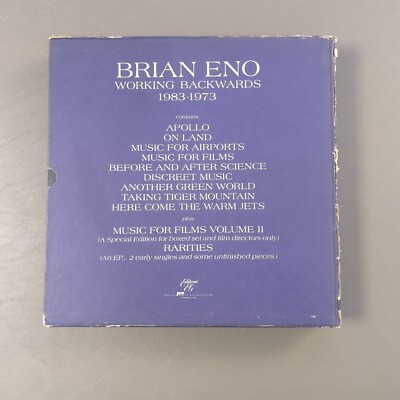 BRIAN ENO
WORKING BACKWARDS
1983-1973
contains
APOLLO
ON LAND
MUSIC FOR AIRPORTS
MUSIC FOR FILMS
BEFORE AND AFTER SCIENCE
DISCREET MUSIC
ANOTHER GREEN WORLD
TAKING TIGER MOUNTAIN
HERE COME THE WARM JETS
plus
MUSIC FOR FILMS VOLUME II
(A Special Edition for boxed set and film directors only)
RARITIES
(An EP... 2 early singles and some unfinished pieces.)